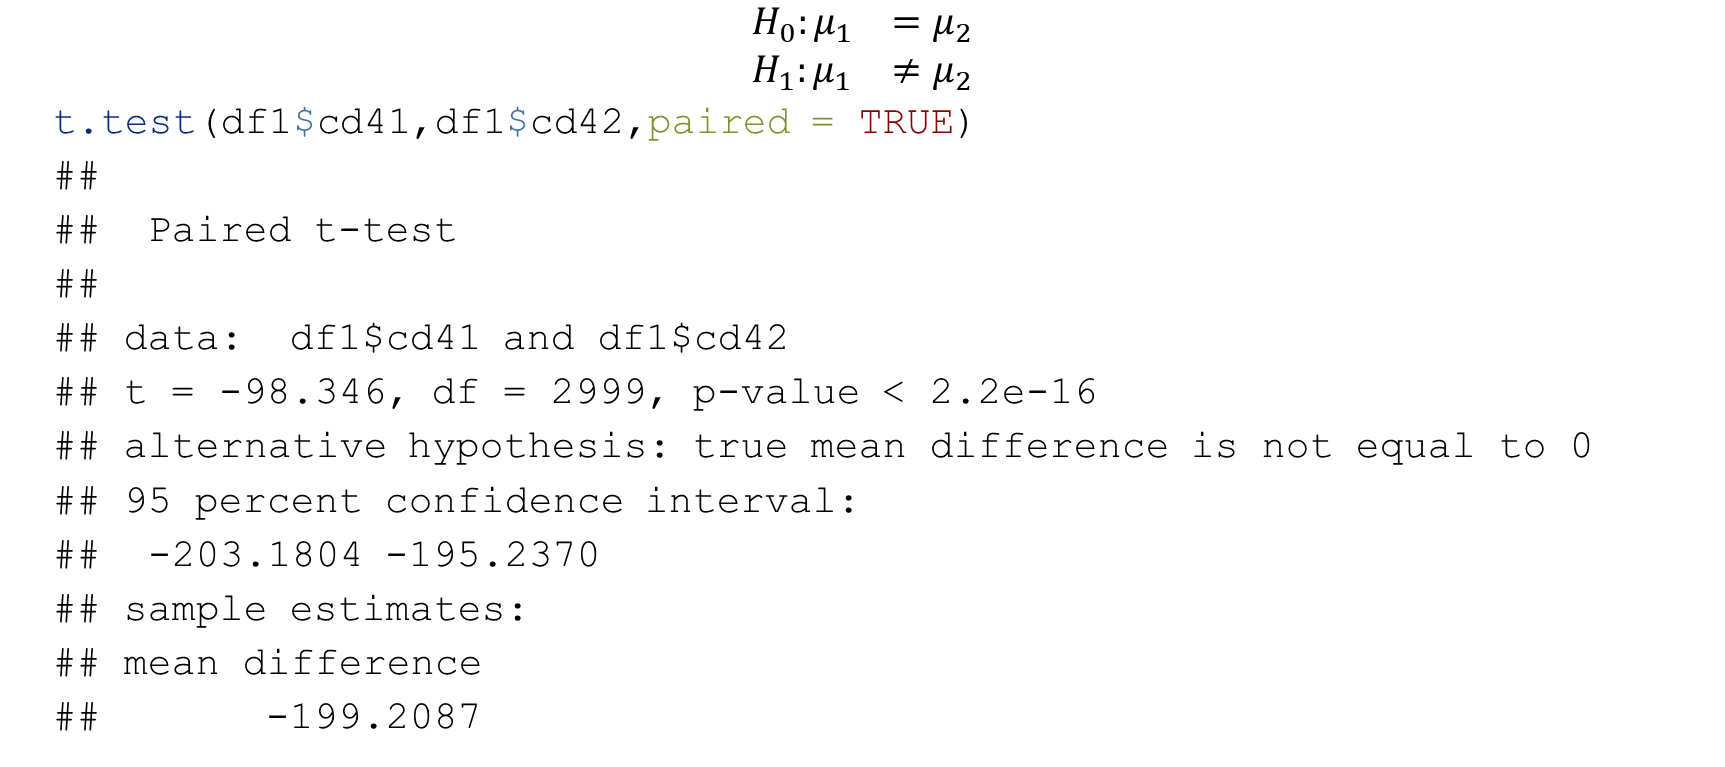 H₀: μ₁ = μ₂
H₁: μ₁ ≠ μ₂
t.test(df1$cd41,df1$cd42,paired = TRUE)
##
##  Paired t-test
##
## data:  df1$cd41 and df1$cd42
## t = -98.346, df = 2999, p-value < 2.2e-16
## alternative hypothesis: true mean difference is not equal to 0
## 95 percent confidence interval:
##  -203.1804 -195.2370
## sample estimates:
## mean difference
##       -199.2087